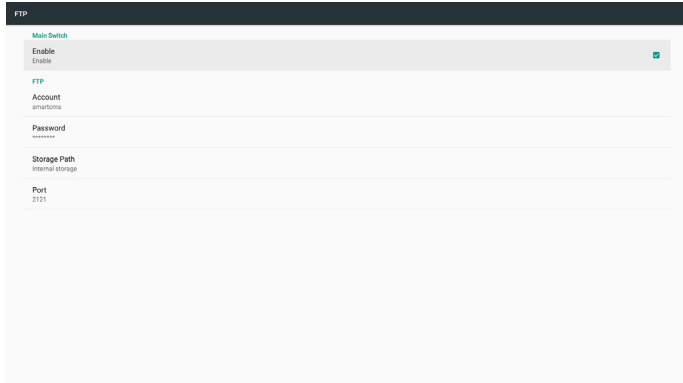 FTP
Main Switch
Enable
Enable
FTP
Account
smartcms
Password
********
Storage Path
Internal storage
Port
2121